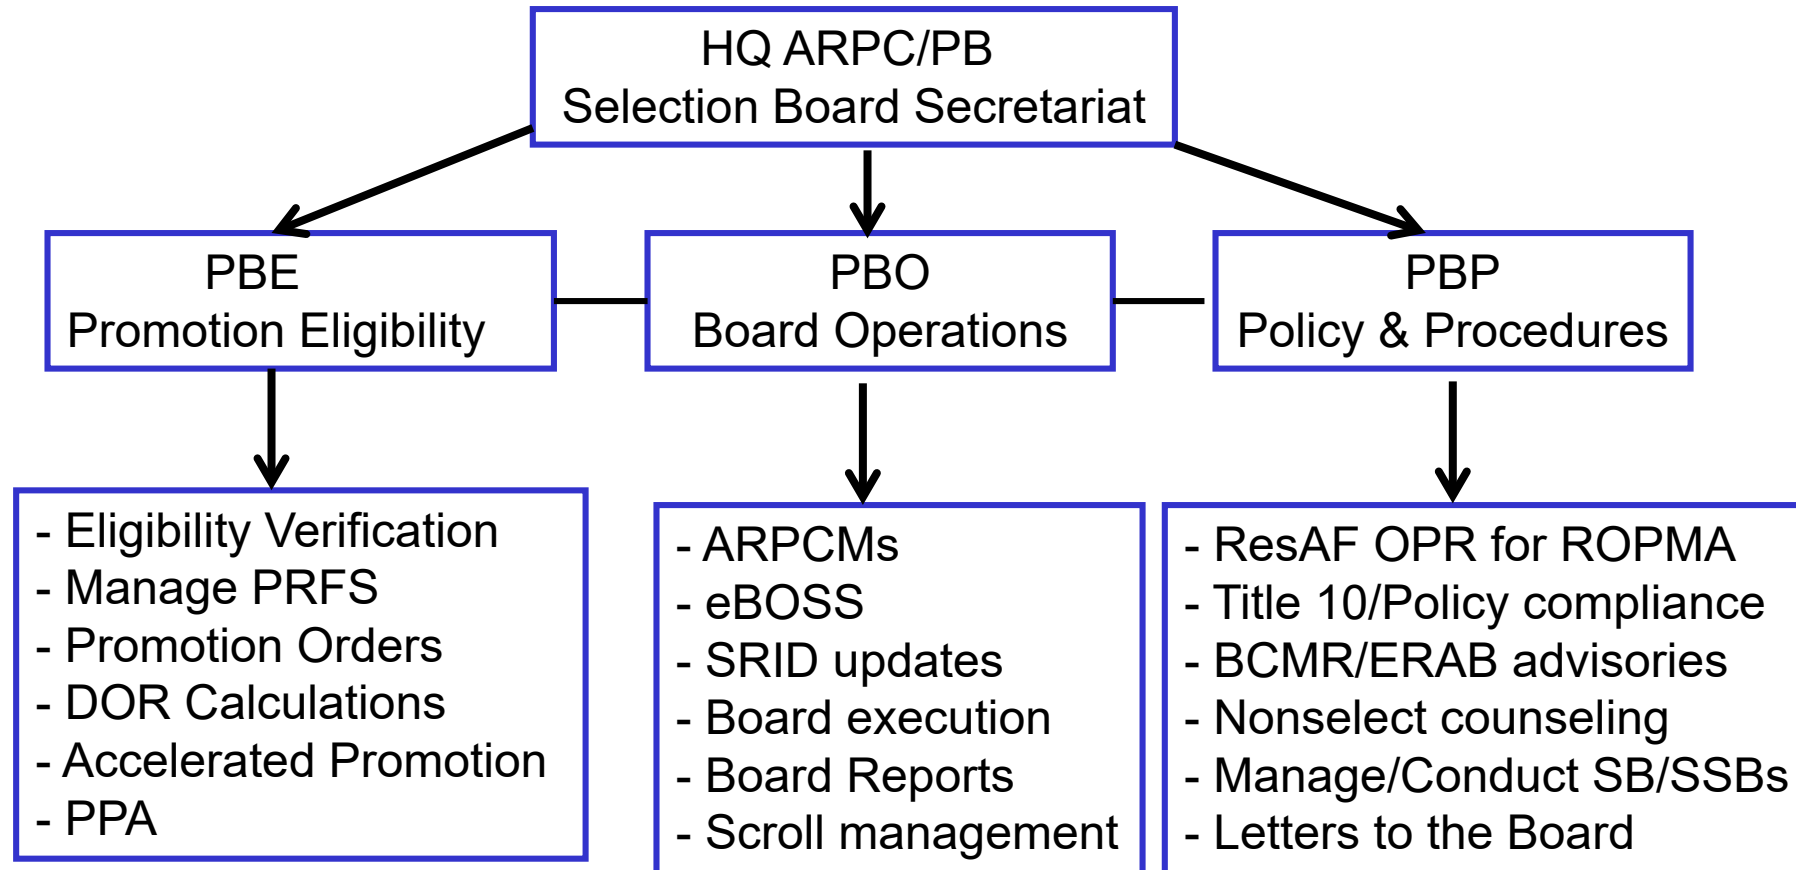 HQ ARPC/PB
Selection Board Secretariat
PBE
Promotion Eligibility
PBO
Board Operations
PBP
Policy & Procedures
- Eligibility Verification
- Manage PRFS
- Promotion Orders
- DOR Calculations
- Accelerated Promotion
- PPA
- ARPCMs
- eBOSS
- SRID updates
- Board execution
- Board Reports
- Scroll management
- ResAF OPR for ROPMA
- Title 10/Policy compliance
- BCMR/ERAB advisories
- Nonselect counseling
- Manage/Conduct SB/SSBs
- Letters to the Board